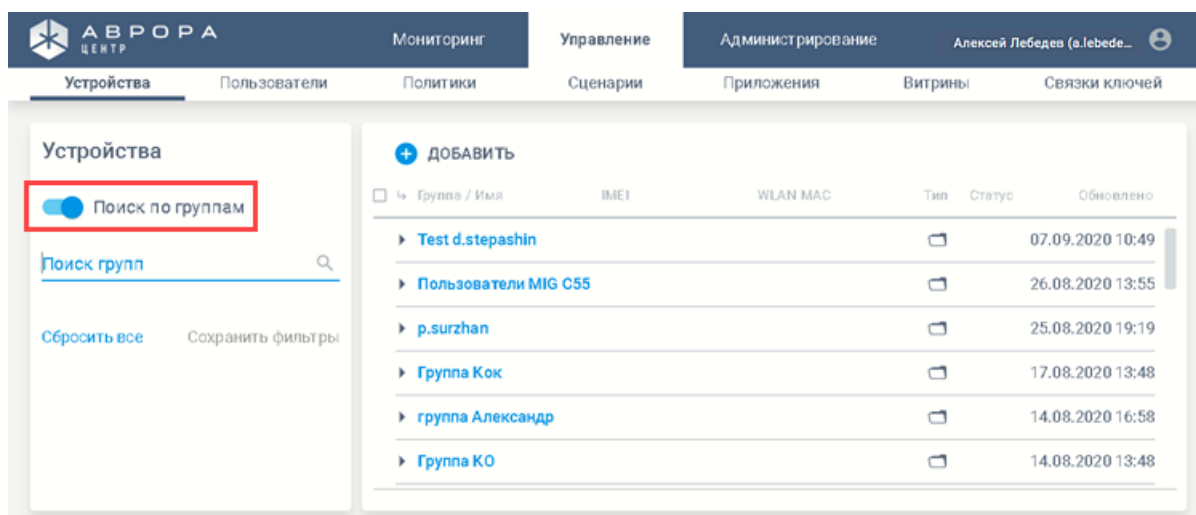 АВРОРА
ЦЕНТР
Мониторинг Управление Администрирование Алексей Лебедев (a.lebede...
Устройства Пользователи Политики Сценарии Приложения Витрины Связки ключей
Устройства
Поиск по группам
Поиск групп
Сбросить все Сохранить фильтры
ДОБАВИТЬ
Группа / Имя IMEI WLAN MAC Тип Статус Обновлено
Test d.stepashin 07.09.2020 10:49
Пользователи MIG C55 26.08.2020 13:55
p.surzhan 25.08.2020 19:19
Группа Кок 17.08.2020 13:48
группа Александр 14.08.2020 16:58
Группа КО 14.08.2020 13:48